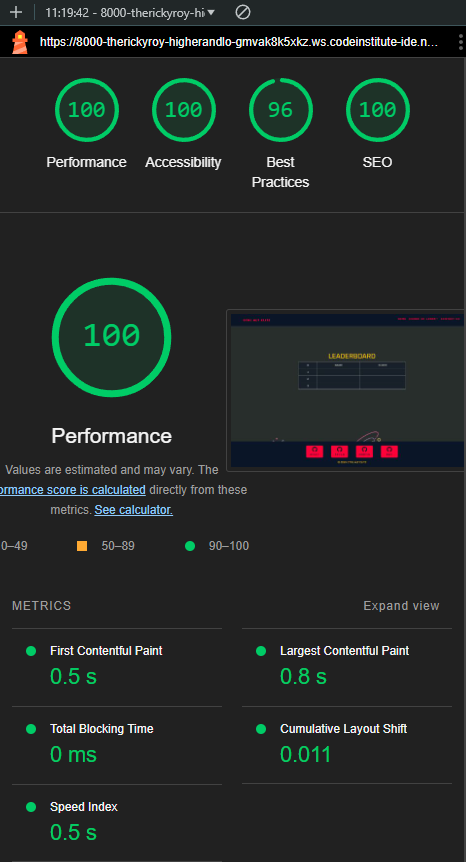 11:19:42 - 8000-therickyroy-hi
https://8000-therickyroy-higherandlo-gmvak8k5xkz.ws.codeinstitute-ide.n...
100
100
96
100
Performance
Accessibility
Best
Practices
SEO
100
LEADERBOARD
Performance
Values are estimated and may vary. The
ormance score is calculated directly from these
metrics. See calculator.
0–49
50–89
90–100
METRICS
Expand view
First Contentful Paint
0.5 s
Largest Contentful Paint
0.8 s
Total Blocking Time
0 ms
Cumulative Layout Shift
0.011
Speed Index
0.5 s